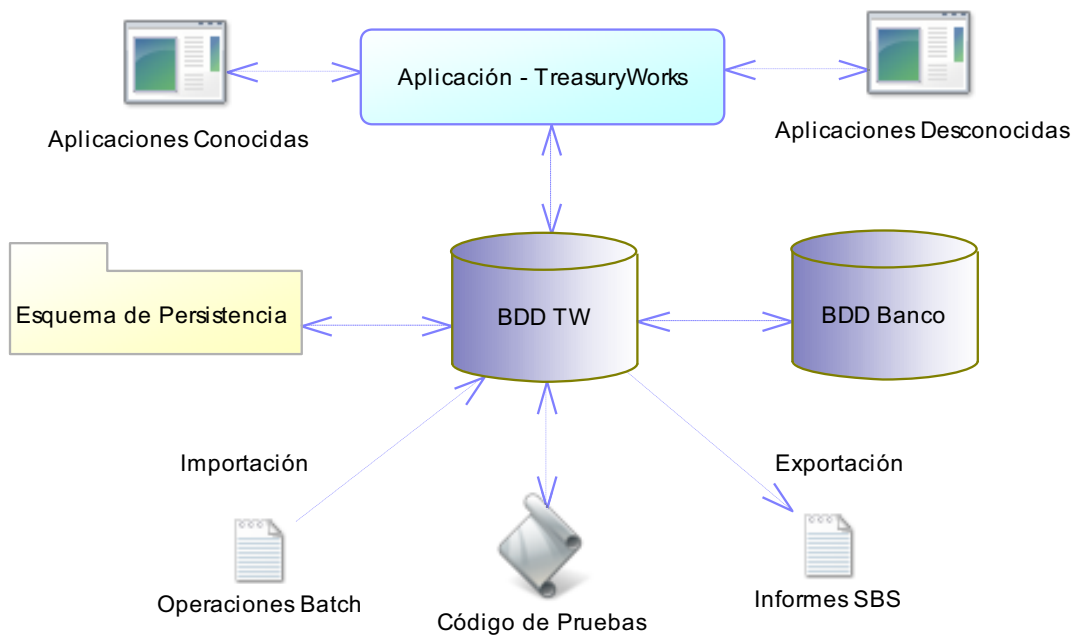 Aplicación - TreasuryWorks
Aplicaciones Conocidas
Aplicaciones Desconocidas
Esquema de Persistencia
BDD TW
BDD Banco
Importación
Exportación
Operaciones Batch
Código de Pruebas
Informes SBS